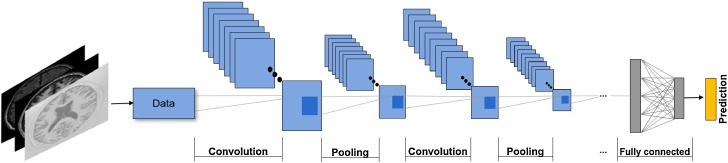 Data
...
Prediction
Convolution
Pooling
Convolution
Pooling
...
Fully connected